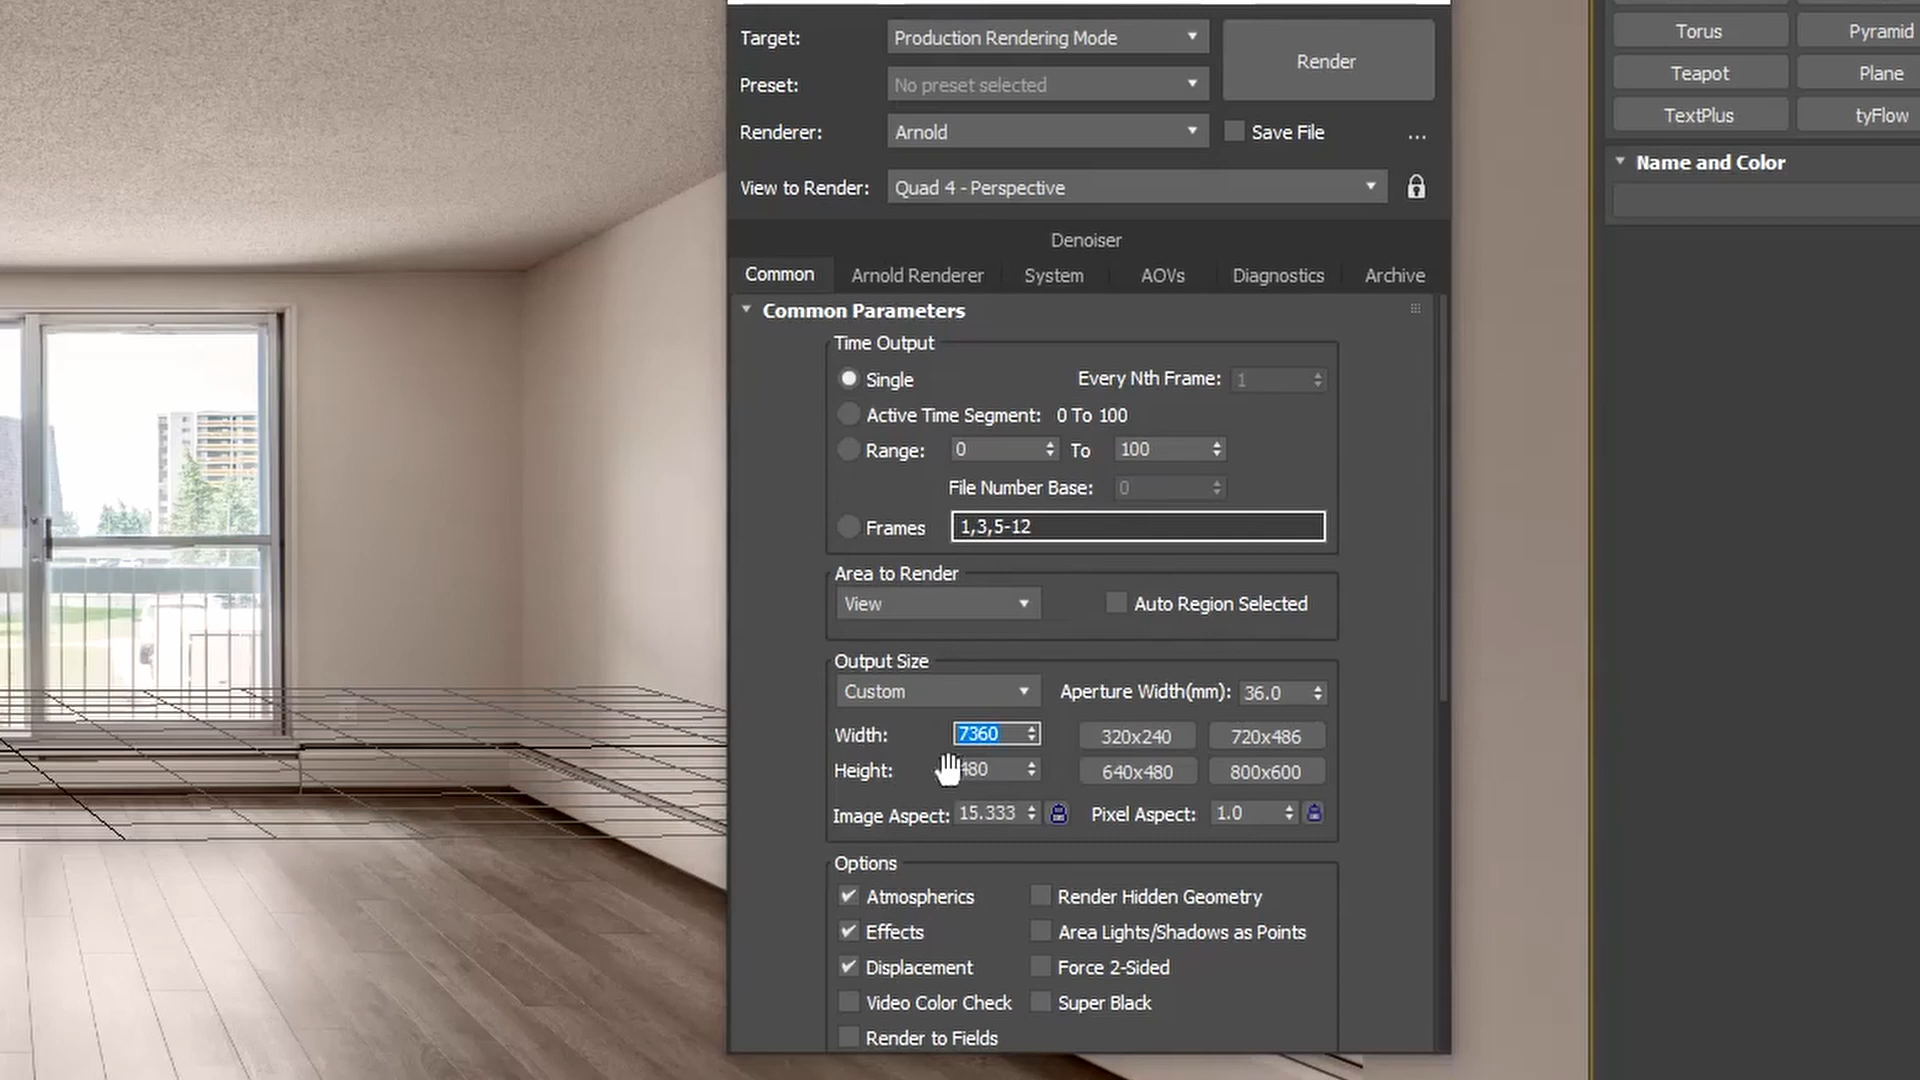 Target:
Production Rendering Mode
Render
Preset:
No preset selected
Renderer:
Arnold
Save File
...
View to Render:
Quad 4 - Perspective
Denoiser
Common
Arnold Renderer
System
AOVs
Diagnostics
Archive
Common Parameters
Time Output
Single
Every Nth Frame:
1
Active Time Segment: 0 To 100
Range:
0
To
100
File Number Base:
0
Frames
1,3,5-12
Area to Render
View
Auto Region Selected
Output Size
Custom
Aperture Width(mm):
36.0
Width:
7360
320x240
720x486
Height:
480
640x480
800x600
Image Aspect:
15.333
Pixel Aspect:
1.0
Options
Atmospherics
Render Hidden Geometry
Effects
Area Lights/Shadows as Points
Displacement
Force 2-Sided
Video Color Check
Super Black
Render to Fields
Torus
Pyramid
Teapot
Plane
TextPlus
tyFlow
Name and Color